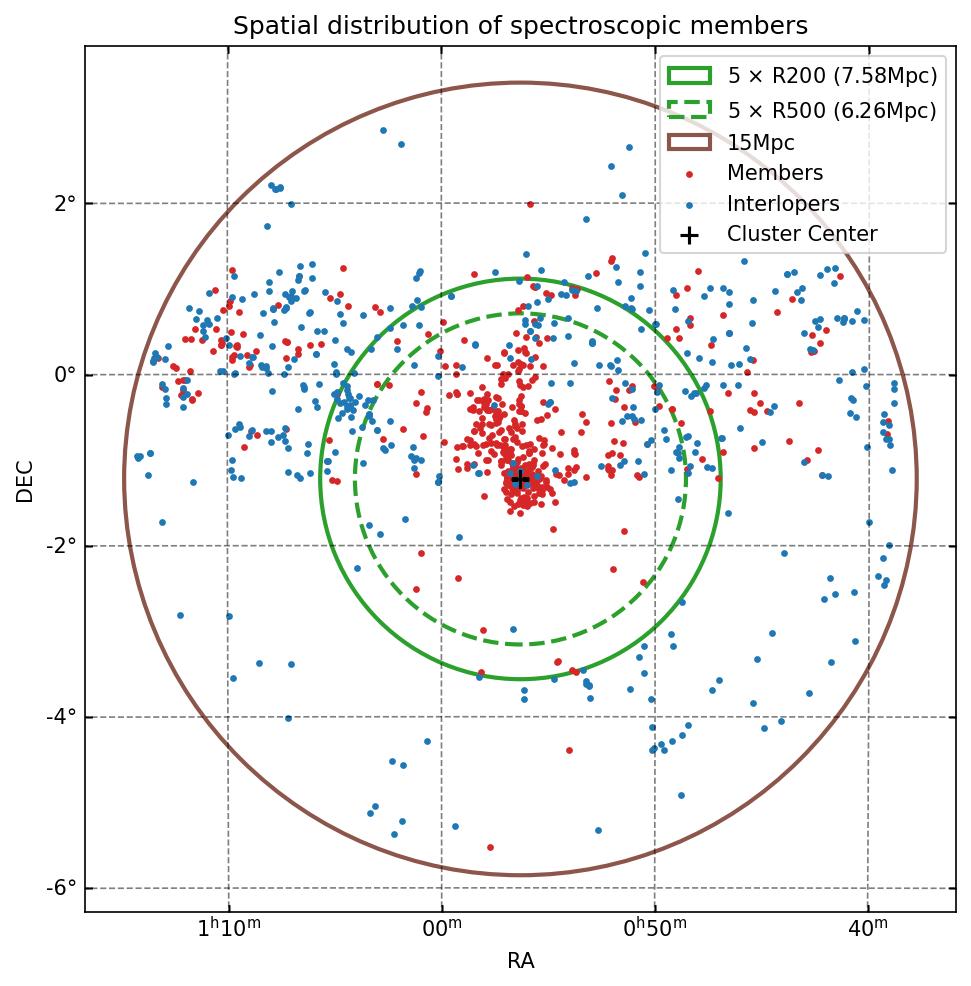 Spatial distribution of spectroscopic members
5 × R200 (7.58Mpc)
5 × R500 (6.26Mpc)
15Mpc
Members
Interlopers
Cluster Center
2°
0°
-2°
-4°
-6°
DEC
1ʰ10ᵐ 00ᵐ 0ʰ50ᵐ 40ᵐ
RA